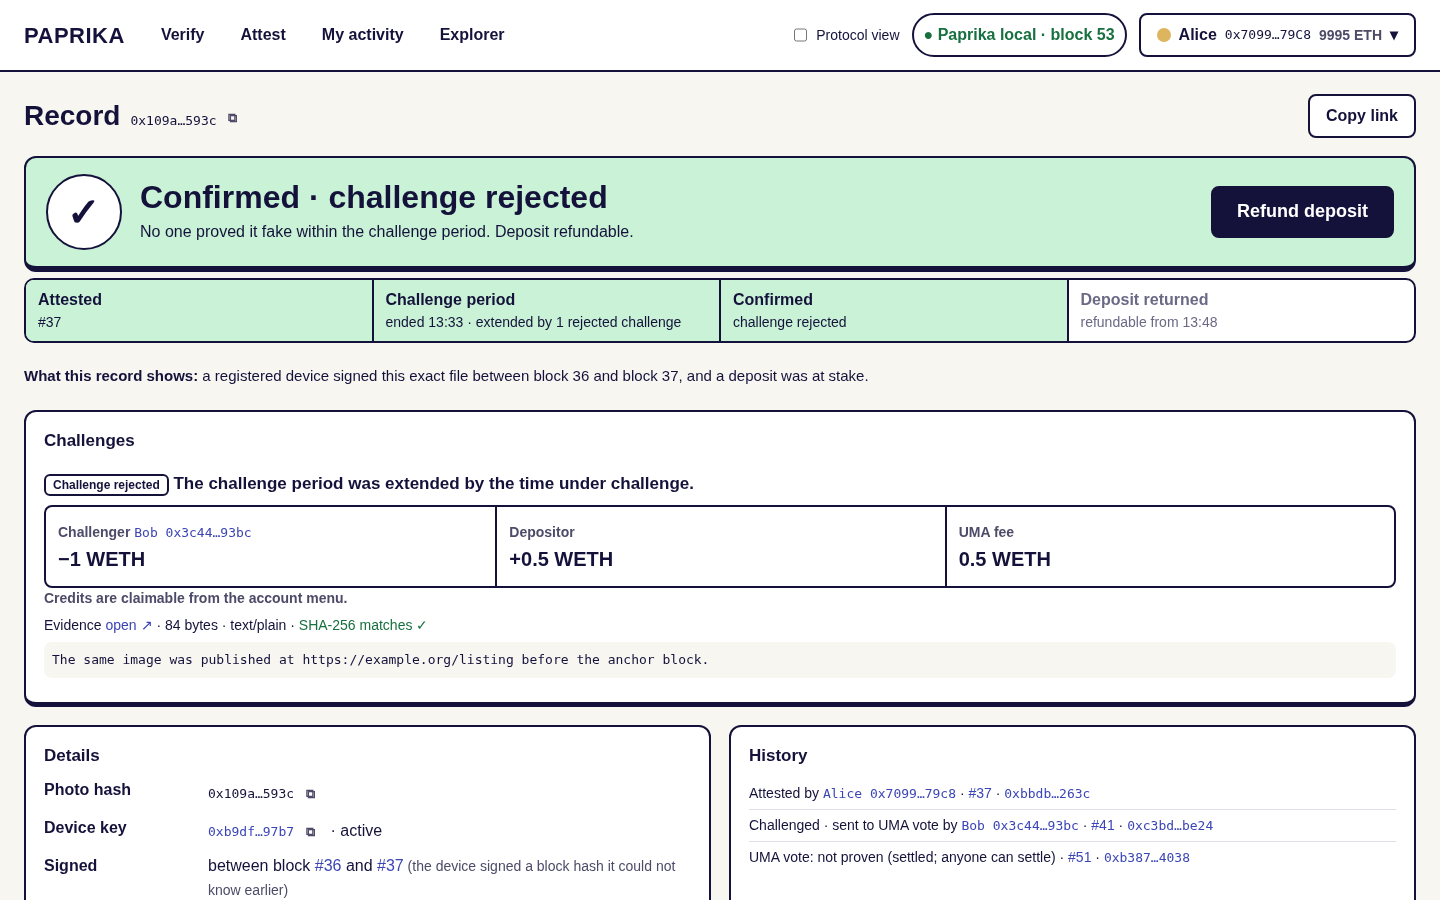 PAPRIKA Verify Attest My activity Explorer Protocol view ● Paprika local · block 53 Alice 0x7099…79C8 9995 ETH ▼
Record 0x109a…593c Copy link
✓ Confirmed · challenge rejected
No one proved it fake within the challenge period. Deposit refundable.
Refund deposit
Attested
#37
Challenge period
ended 13:33 · extended by 1 rejected challenge
Confirmed
challenge rejected
Deposit returned
refundable from 13:48
What this record shows: a registered device signed this exact file between block 36 and block 37, and a deposit was at stake.
Challenges
Challenge rejected The challenge period was extended by the time under challenge.
Challenger Bob 0x3c44…93bc
−1 WETH
Depositor
+0.5 WETH
UMA fee
0.5 WETH
Credits are claimable from the account menu.
Evidence open ↗ · 84 bytes · text/plain · SHA-256 matches ✓
The same image was published at https://example.org/listing before the anchor block.
Details
Photo hash 0x109a…593c
Device key 0xb9df…97b7 · active
Signed between block #36 and #37 (the device signed a block hash it could not
know earlier)
History
Attested by Alice 0x7099…79c8 · #37 · 0xbbdb…263c
Challenged · sent to UMA vote by Bob 0x3c44…93bc · #41 · 0xc3bd…be24
UMA vote: not proven (settled; anyone can settle) · #51 · 0xb387…4038